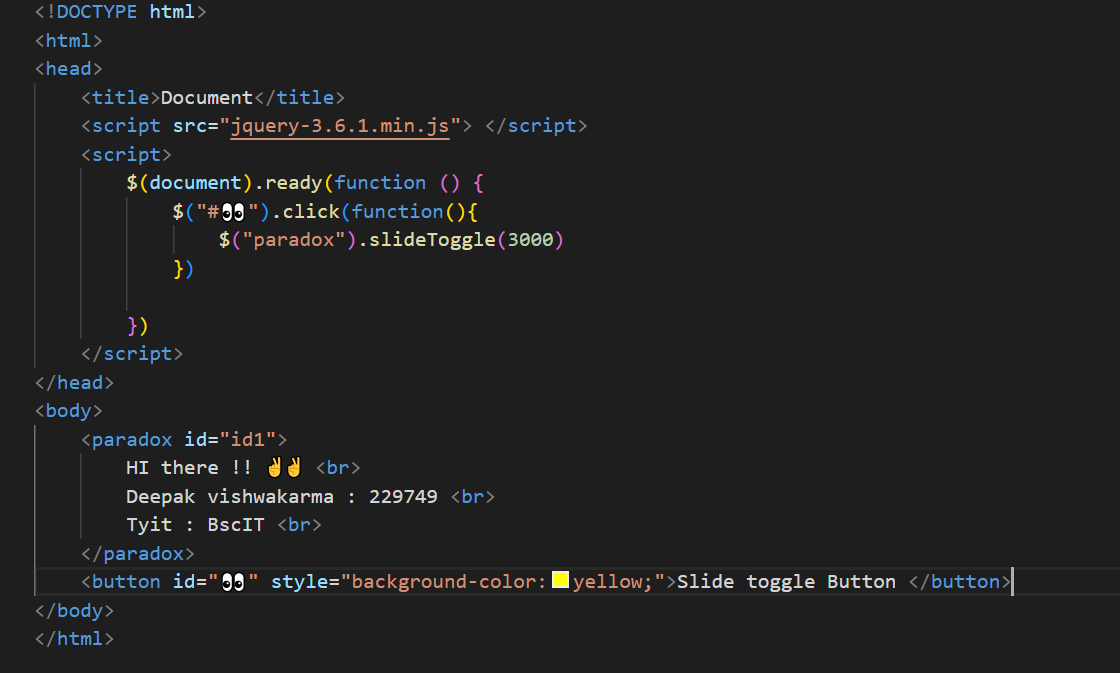 <!DOCTYPE html>
<html>
<head>
    <title>Document</title>
    <script src="jquery-3.6.1.min.js"> </script>
    <script>
        $(document).ready(function () {
            $("#👀").click(function(){
                $("paradox").slideToggle(3000)
            })

        })
    </script>
</head>
<body>
    <paradox id="id1">
        HI there !! ✌✌ <br>
        Deepak vishwakarma : 229749 <br>
        Tyit : BscIT <br>
    </paradox>
    <button id="👀" style="background-color:yellow;">Slide toggle Button </button>
</body>
</html>